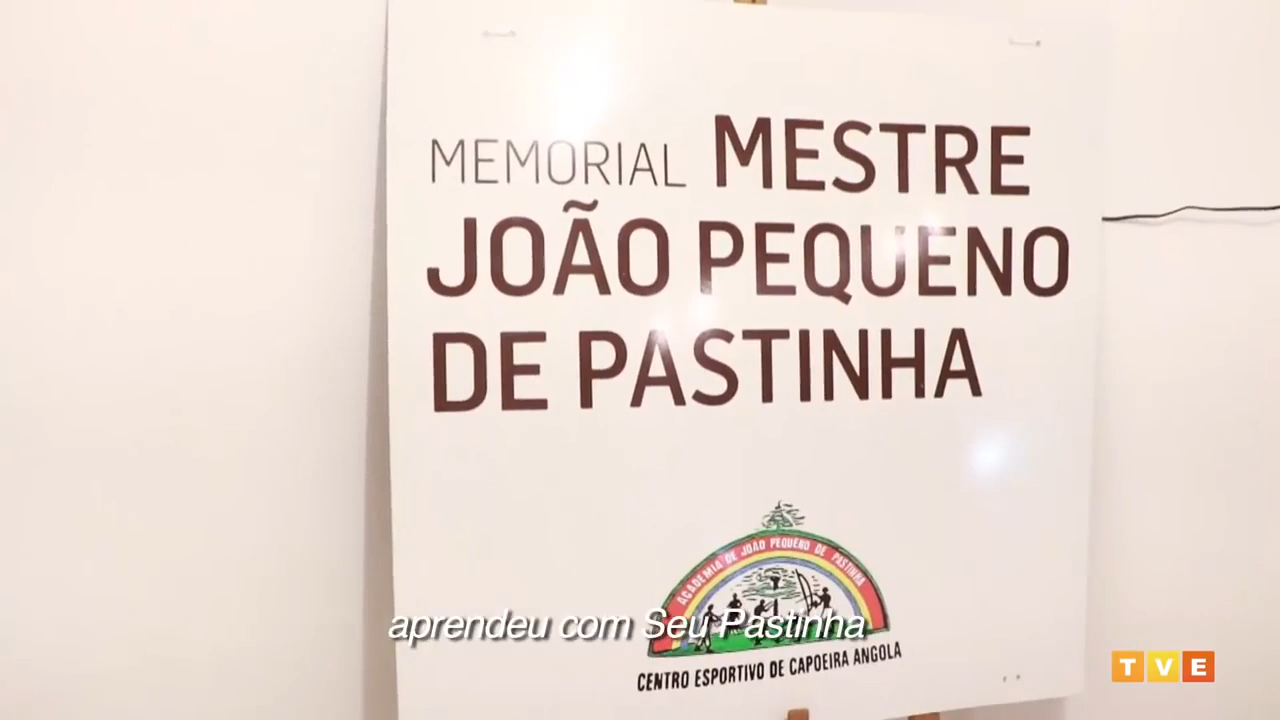 MEMORIAL MESTRE
JOÃO PEQUENO
DE PASTINHA
ACADEMIA DE JOÃO PEQUENO DE PASTINHA
aprendeu com Seu Pastinha
CENTRO ESPORTIVO DE CAPOEIRA ANGOLA
TVE